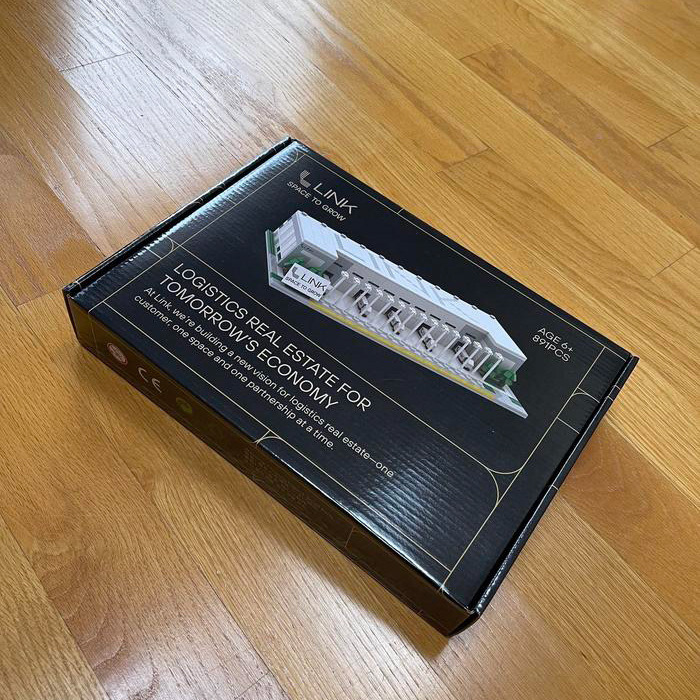 LINK
SPACE TO GROW
LINK
SPACE TO GROW
AGE 6+
891PCS
LOGISTICS REAL ESTATE FOR
TOMORROW'S ECONOMY
At Link, we're building a new vision for logistics real estate—one
customer, one space and one partnership at a time.
CE